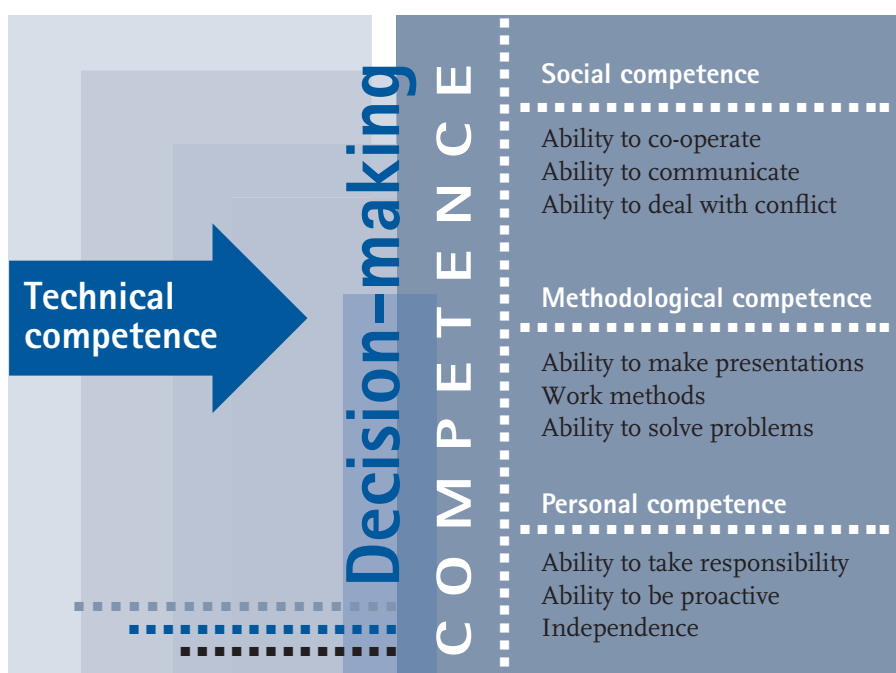 Technical
competence
Decision-making
COMPETENCE
Social competence
Ability to co-operate
Ability to communicate
Ability to deal with conflict
Methodological competence
Ability to make presentations
Work methods
Ability to solve problems
Personal competence
Ability to take responsibility
Ability to be proactive
Independence